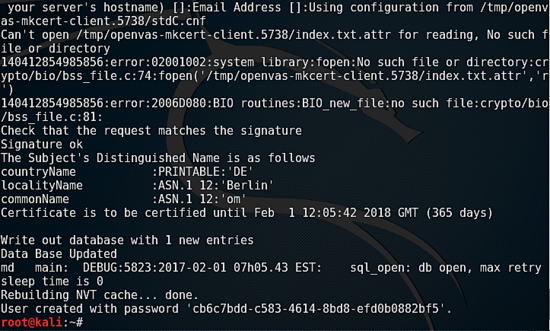 your server's hostname) []:Email Address []:Using configuration from /tmp/openv
as-mkcert-client.5738/stdC.cnf
Can't open /tmp/openvas-mkcert-client.5738/index.txt.attr for reading, No such f
ile or directory
140412854985856:error:02001002:system library:fopen:No such file or directory:cr
ypto/bio/bss_file.c:74:fopen('/tmp/openvas-mkcert-client.5738/index.txt.attr','r
')
140412854985856:error:2006D080:BIO routines:BIO_new_file:no such file:crypto/bio
/bss_file.c:81:
Check that the request matches the signature
Signature ok
The Subject's Distinguished Name is as follows
countryName           :PRINTABLE:'DE'
localityName          :ASN.1 12:'Berlin'
commonName            :ASN.1 12:'om'
Certificate is to be certified until Feb  1 12:05:42 2018 GMT (365 days)
Write out database with 1 new entries
Data Base Updated
md   main:  DEBUG:5823:2017-02-01 07h05.43 EST:    sql_open: db open, max retry
sleep time is 0
Rebuilding NVT cache... done.
User created with password 'cb6c7bdd-c583-4614-8bd8-efd0b0882bf5'.
root@kali:~#